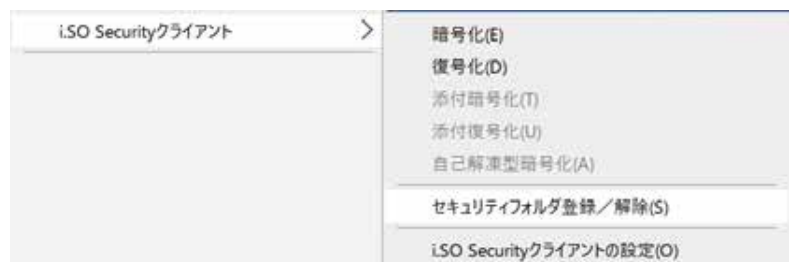 i.SO Securityクライアント
暗号化(E)
復号化(D)
添付暗号化(T)
添付復号化(U)
自己解凍型暗号化(A)
セキュリティフォルダ登録／解除(S)
i.SO Securityクライアントの設定(O)